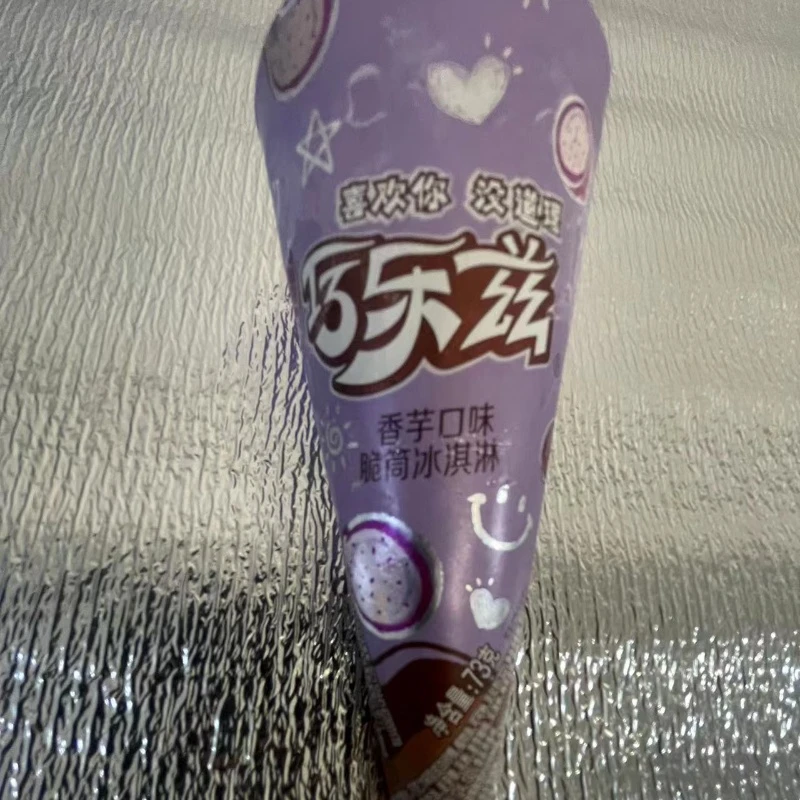 喜欢你 没道理
巧乐兹
香芋口味
脆筒冰淇淋
净含量:73克